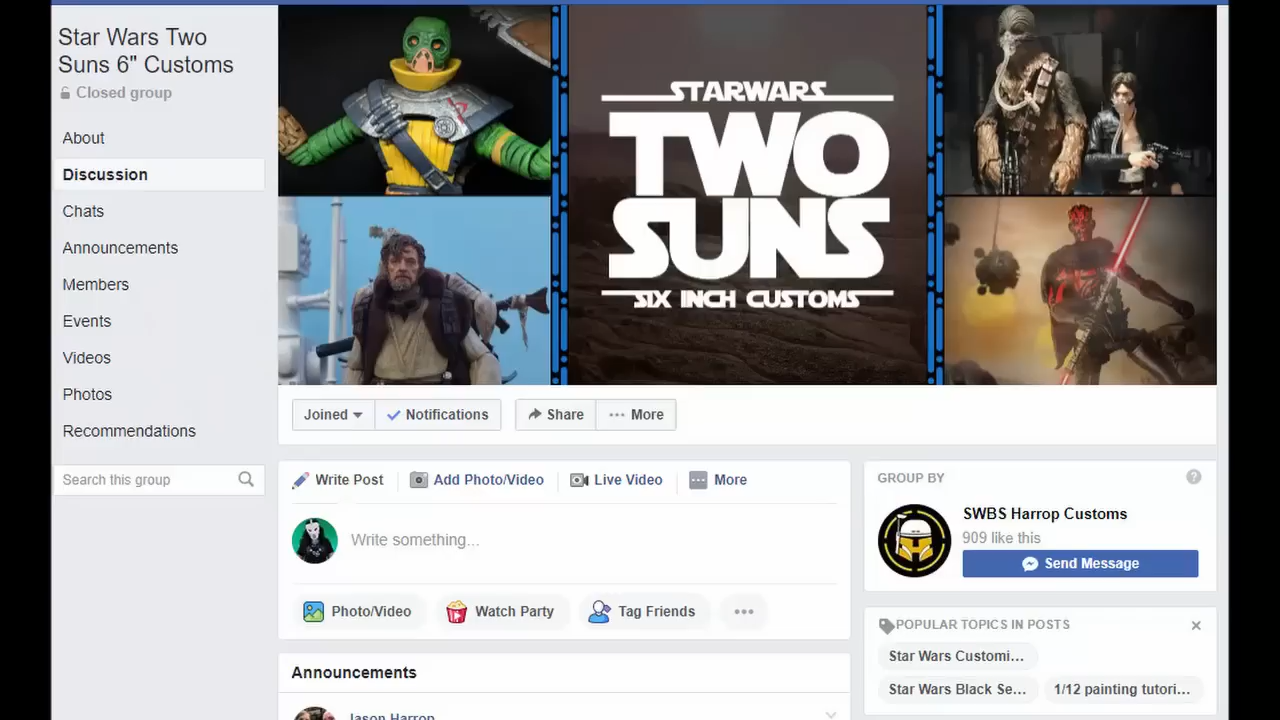 Star Wars Two
Suns 6" Customs
Closed group
About
Discussion
Chats
Announcements
Members
Events
Videos
Photos
Recommendations
Search this group
STARWARS
TWO
SUNS
SIX INCH CUSTOMS
Joined
Notifications
Share
More
Write Post
Add Photo/Video
Live Video
More
Write something...
Photo/Video
Watch Party
Tag Friends
Announcements
Jason Harrop
GROUP BY
?
SWBS Harrop Customs
909 like this
Send Message
POPULAR TOPICS IN POSTS
Star Wars Customi...
Star Wars Black Se...
1/12 painting tutori...